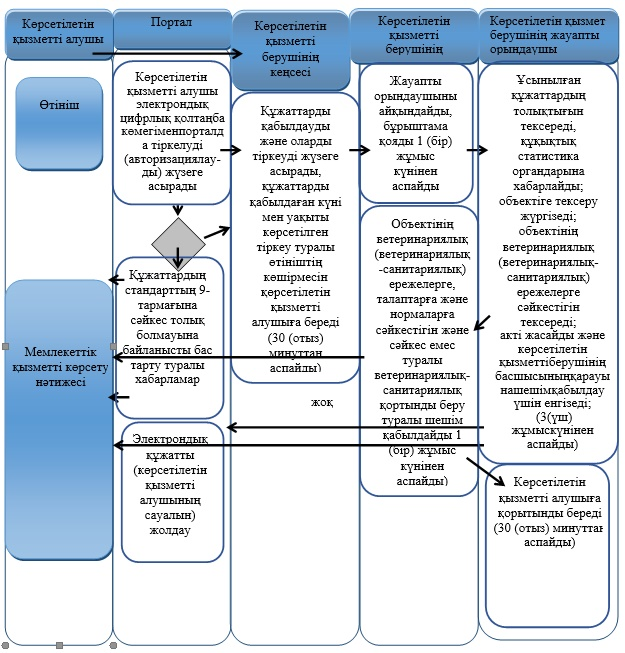 Көрсетілетін
қызметті алушы
Портал
Көрсетілетін
қызметті
берушінің
кеңсесі
Көрсетілетін
қызметті
берушінің
Көрсетілетін қызмет
берушінің жауапты
орындаушы
Өтініш
Көрсетілетін
қызметті алушы
электрондық
цифрлық қолтаңба
көмегіменпорталд
а тіркелуді
(авторизациялау-
ды) жүзеге
асырады
Құжаттарды
қабылдауды
және оларды
тіркеуді жүзеге
асырады,
құжаттарды
қабылдаған күні
мен уақыты
көрсетілген
тіркеу туралы
өтініштің
көшірмесін
көрсетілетін
қызметті
алушыға береді
(30 (отыз)
минуттан
аспайды)
Жауапты
орындаушыны
айқындайды,
бұрыштама
қояды 1 (бір)
жұмыс
күнінен
аспайды
Ұсынылған
құжаттардың
толықтығын
тексереді,
құқықтық
статистика
органдарына
хабарлайды;
объектіге тексеру
жүргізеді;
объектінің
ветеринариялық
(ветеринариялық-
санитариялық)
ережелерге
сәйкестігін
тексереді;
акті жасайды және
көрсетілетін
қызметтіберушінің
басшысыныңқарауы
нашешімқабылдау
үшін енгізеді;
(3(үш)
жұмыскүнінен
аспайды)
Құжаттардың
стандарттың 9-
тармағына
сәйкес толық
болмауына
байланысты бас
тарту туралы
хабарламар
Мемлекеттік
қызметті көрсету
нәтижесі
жоқ
Объектінің
ветеринариялық
(ветеринариялық
-санитариялық)
ережелерге,
талаптарға және
нормаларға
сәйкестігін және
сәйкес емес
туралы
ветеринариялық-
санитариялық
қортынды беру
туралы шешім
қабылдайды 1
(бір) жұмыс
күнінен
аспайды)
Электрондық
құжатты
(көрсетілетін
қызметті
алушының
сауалын)
жолдау
Көрсетілетін
қызметті алушыға
қорытынды береді
(30 (отыз) минуттан
аспайды)